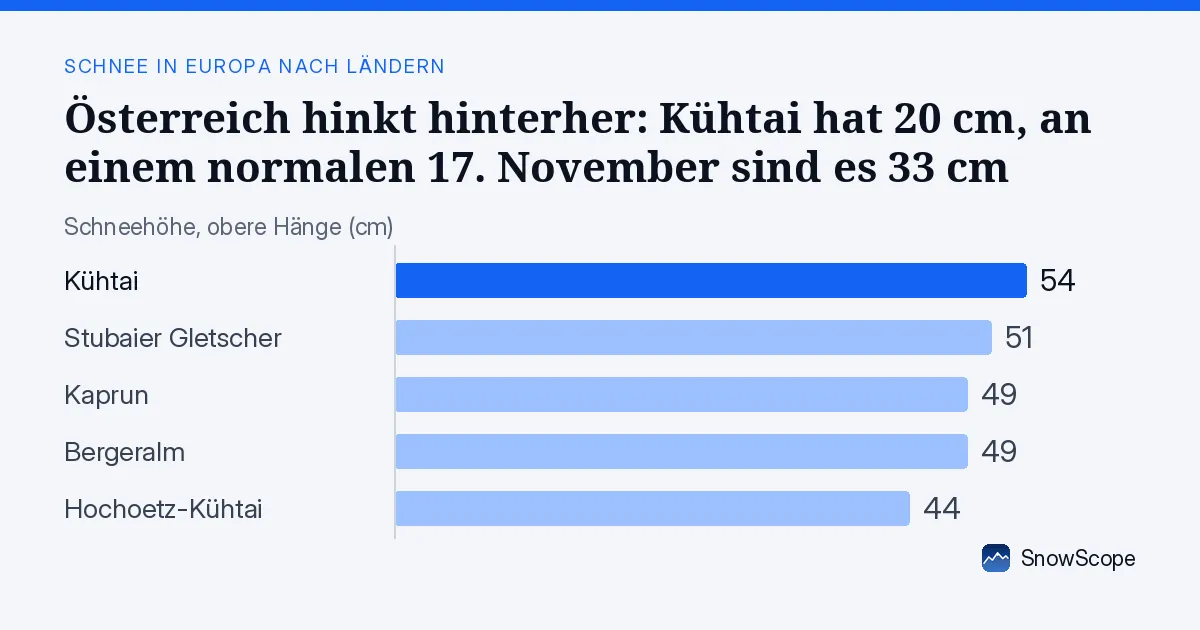 SCHNEE IN EUROPA NACH LÄNDERN
Österreich hinkt hinterher: Kühtai hat 20 cm, an
einem normalen 17. November sind es 33 cm
Schneehöhe, obere Hänge (cm)
Kühtai 54
Stubaier Gletscher 51
Kaprun 49
Bergeralm 49
Hochoetz-Kühtai 44
SnowScope